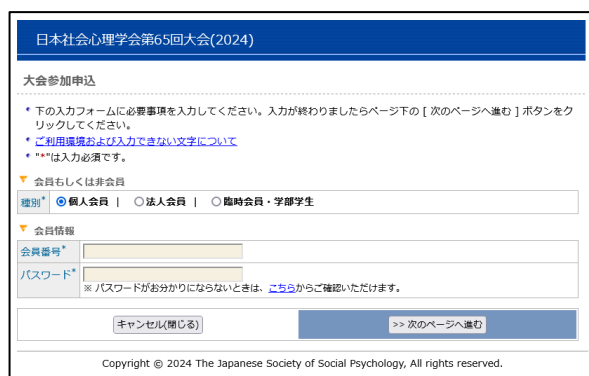 日本社会心理学会第65回大会(2024)
大会参加申込
• 下の入力フォームに必要事項を入力してください。入力が終わりましたらページ下の [ 次のページへ進む ] ボタンをク
リックしてください。
• ご利用環境および入力できない文字について
• "*"は入力必須です。
会員もしくは非会員
種別* 個人会員 | 法人会員 | 臨時会員・学部学生
会員情報
会員番号*
パスワード*
※ パスワードがお分かりにならないときは、こちらからご確認いただけます。
キャンセル(閉じる) >> 次のページへ進む
Copyright © 2024 The Japanese Society of Social Psychology, All rights reserved.